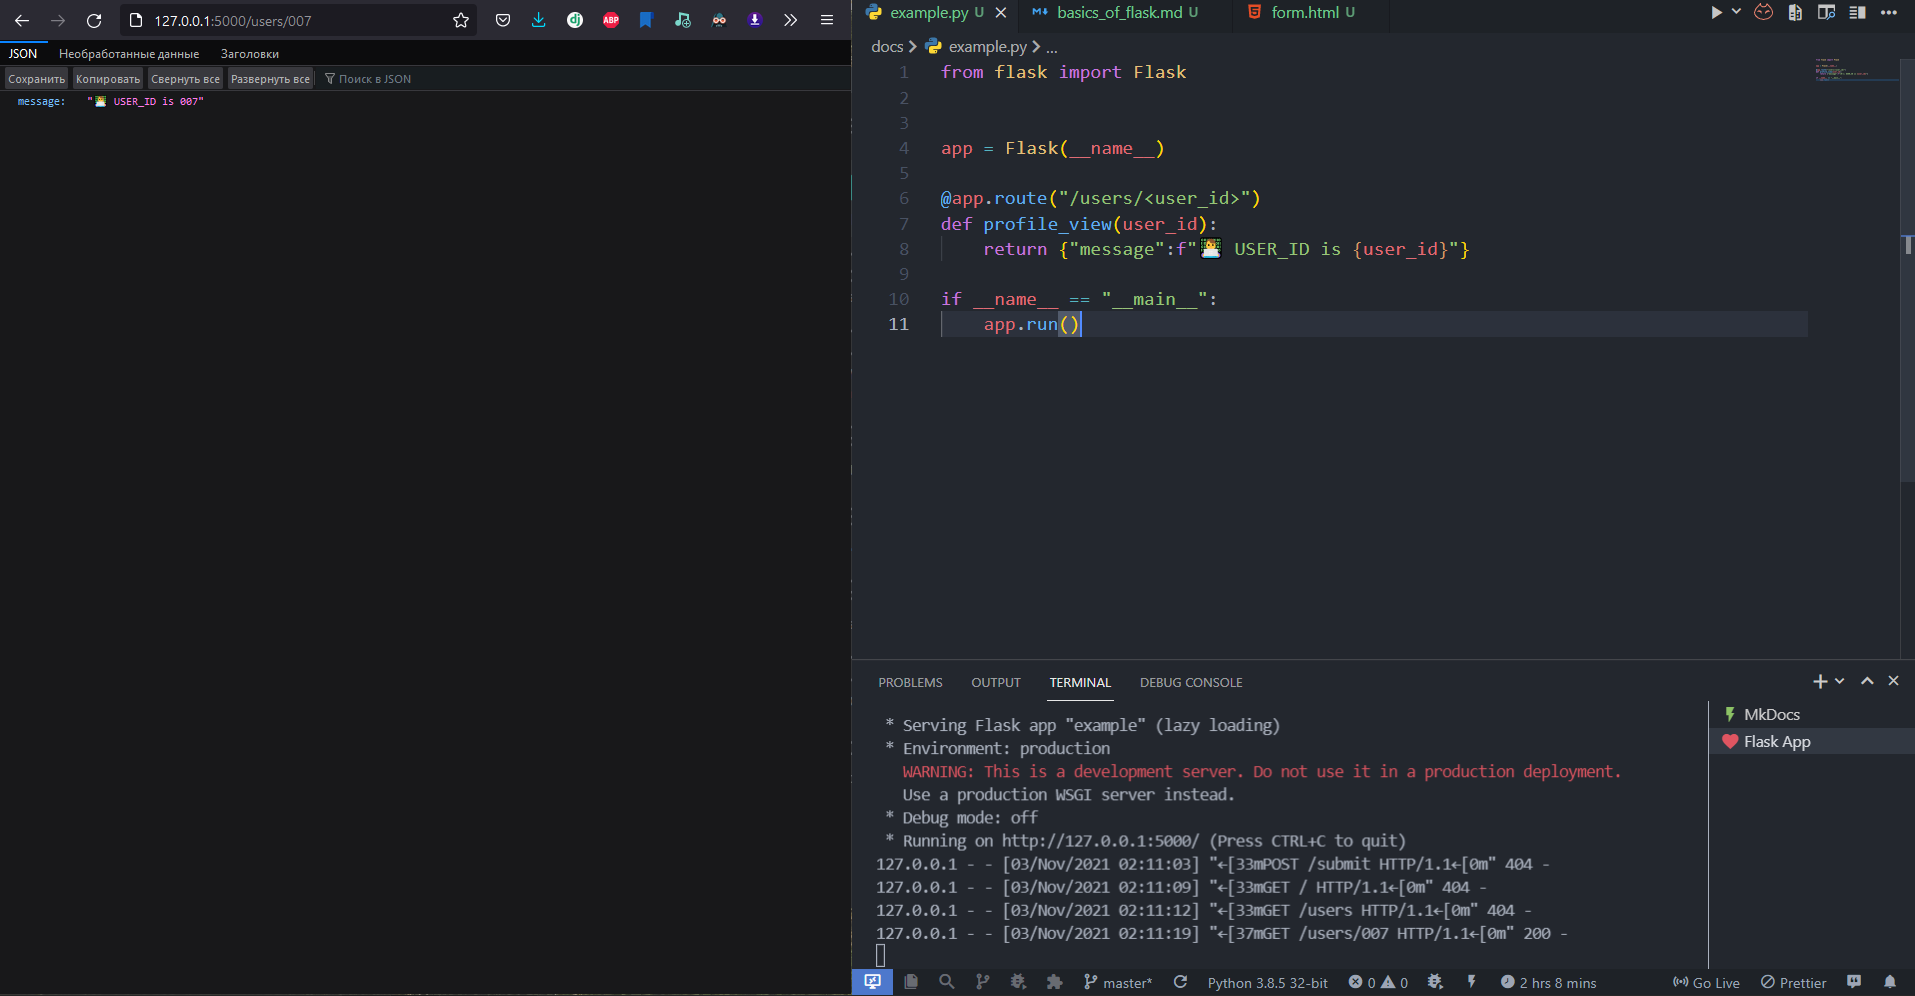 127.0.0.1:5000/users/007
ABP
JSON Необработанные данные Заголовки
Сохранить Копировать Свернуть все Развернуть все Поиск в JSON
message: "👨‍💻 USER_ID is 007"
example.py U basics_of_flask.md U form.html U
docs > example.py > ...
1 from flask import Flask
2
3
4 app = Flask(__name__)
5
6 @app.route("/users/<user_id>")
7 def profile_view(user_id):
8 return {"message":f"👨‍💻 USER_ID is {user_id}"}
9
10 if __name__ == "__main__":
11 app.run()
PROBLEMS OUTPUT TERMINAL DEBUG CONSOLE
MkDocs
Flask App
* Serving Flask app "example" (lazy loading)
* Environment: production
WARNING: This is a development server. Do not use it in a production deployment.
Use a production WSGI server instead.
* Debug mode: off
* Running on http://127.0.0.1:5000/ (Press CTRL+C to quit)
127.0.0.1 - - [03/Nov/2021 02:11:03] "←[33mPOST /submit HTTP/1.1←[0m" 404 -
127.0.0.1 - - [03/Nov/2021 02:11:09] "←[33mGET / HTTP/1.1←[0m" 404 -
127.0.0.1 - - [03/Nov/2021 02:11:12] "←[33mGET /users HTTP/1.1←[0m" 404 -
127.0.0.1 - - [03/Nov/2021 02:11:19] "←[37mGET /users/007 HTTP/1.1←[0m" 200 -
master* Python 3.8.5 32-bit 0 0 2 hrs 8 mins Go Live Prettier